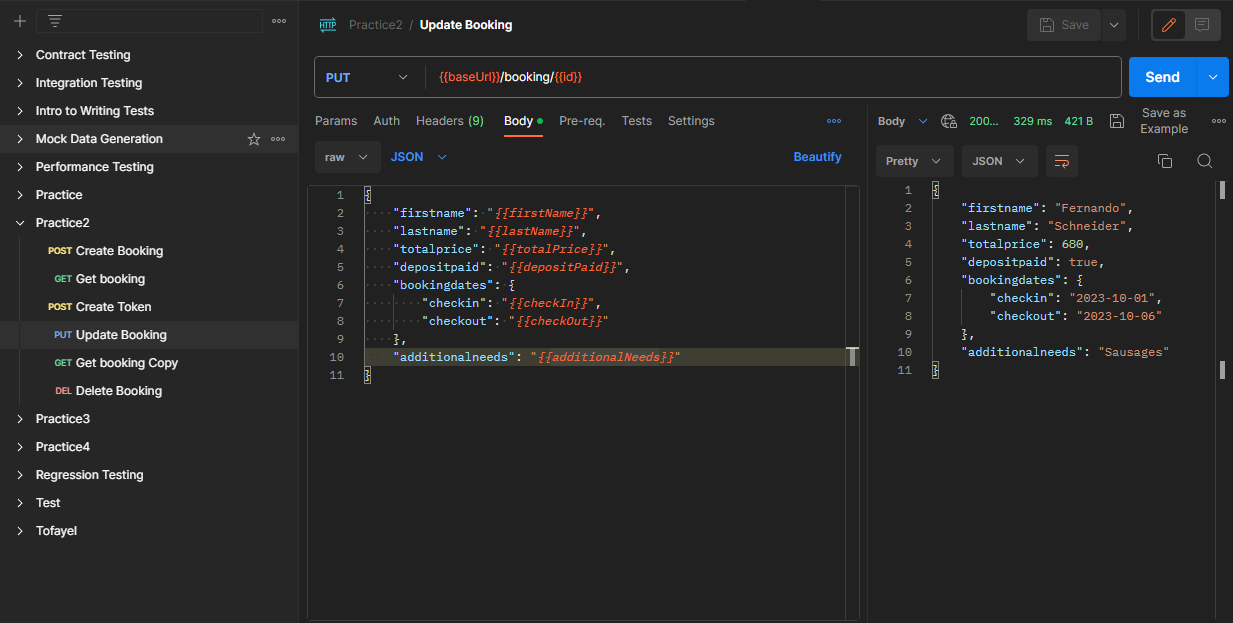 Contract Testing
Integration Testing
Intro to Writing Tests
Mock Data Generation
Performance Testing
Practice
Practice2
POST Create Booking
GET Get booking
POST Create Token
PUT Update Booking
GET Get booking Copy
DEL Delete Booking
Practice3
Practice4
Regression Testing
Test
Tofayel
HTTP Practice2 / Update Booking
Save
PUT {{baseUrl}}/booking/{{id}}
Send
Params Auth Headers (9) Body Pre-req. Tests Settings
raw JSON Beautify
1 {
2 "firstname": "{{firstName}}",
3 "lastname": "{{lastName}}",
4 "totalprice": "{{totalPrice}}",
5 "depositpaid": "{{depositPaid}}",
6 "bookingdates": {
7 "checkin": "{{checkIn}}",
8 "checkout": "{{checkOut}}"
9 },
10 "additionalneeds": "{{additionalNeeds}}"
11 }
Body 200... 329 ms 421 B Save as
Example
Pretty JSON
1 {
2 "firstname": "Fernando",
3 "lastname": "Schneider",
4 "totalprice": 680,
5 "depositpaid": true,
6 "bookingdates": {
7 "checkin": "2023-10-01",
8 "checkout": "2023-10-06"
9 },
10 "additionalneeds": "Sausages"
11 }